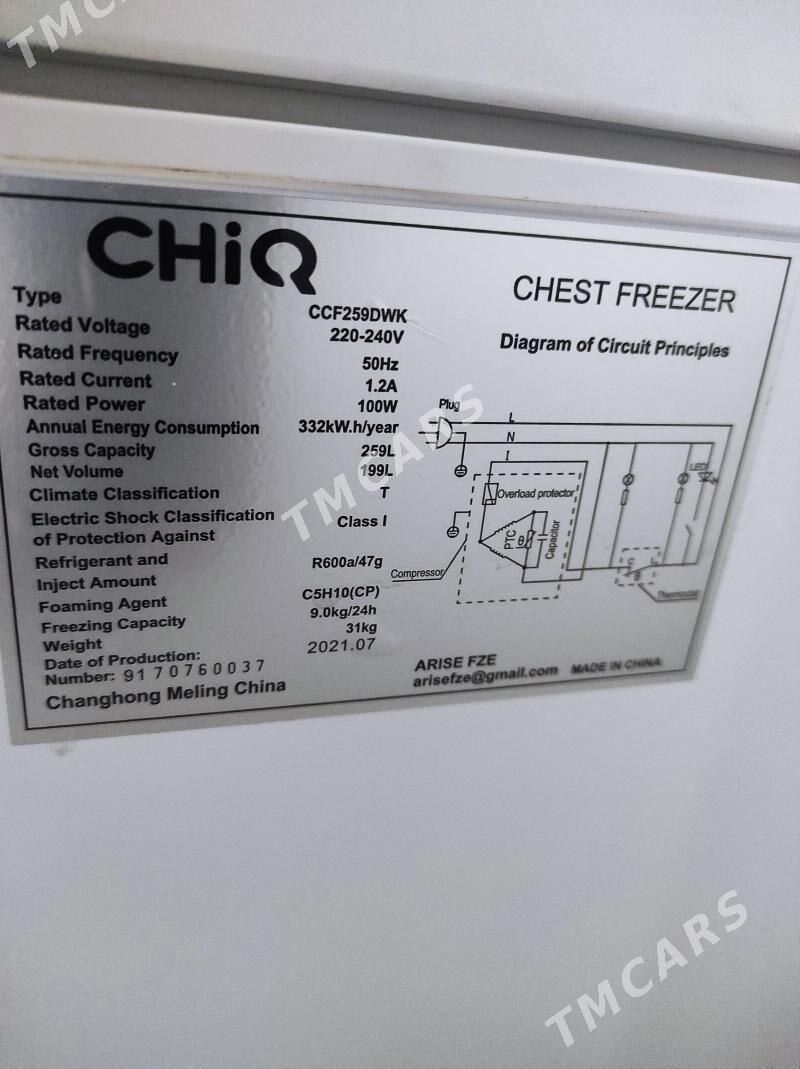 TMCARS
CHiQ
CHEST FREEZER
Diagram of Circuit Principles
Type CCF259DWK
Rated Voltage 220-240V
Rated Frequency 50Hz
Rated Current 1.2A
Rated Power 100W
Annual Energy Consumption 332kW.h/year
Gross Capacity 259L
Net Volume 199L
Climate Classification T
Electric Shock Classification
of Protection Against Class I
Refrigerant and
Inject Amount R600a/47g
Foaming Agent C5H10(CP)
Freezing Capacity 9.0kg/24h
Weight 31kg
Date of Production: 2021.07
Number: 9170760037
Changhong Meling China
Plug
L
N
I
LED
Overload protector
PTC
θ
Capacitor
Compressor
C
Thermostat
ARISE FZE
arisefze@gmail.com
MADE IN CHINA
TMCARS
TMCARS